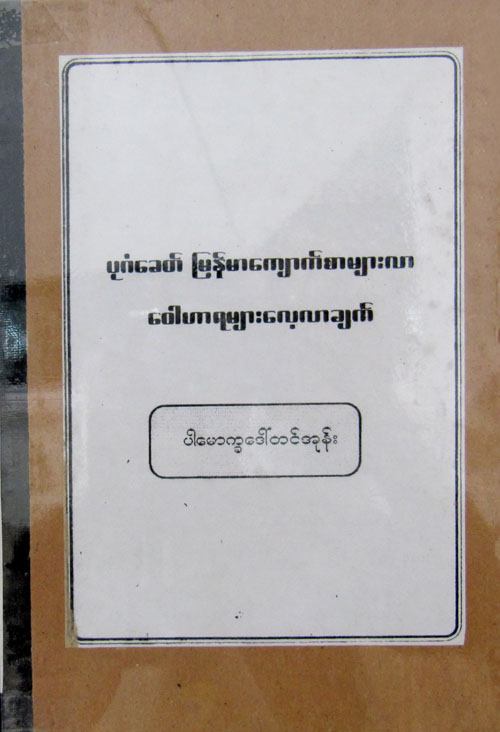 ပုဂံခေတ် မြန်မာကျောက်စာများလာ
ဝေါဟာရများလေ့လာချက်
ပါမောက္ခဒေါ်တင်အုန်း